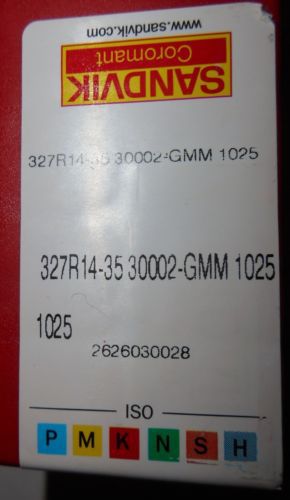 www.sandvik.com
SANDVIK
Coromant
327R14-35 30002-GMM 1025
327R14-35 30002-GMM 1025
1025
2626030028
ISO
P M K N S H